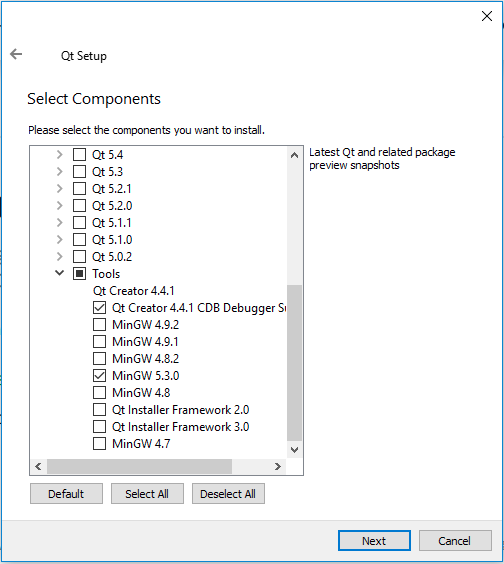 Qt Setup
Select Components
Please select the components you want to install.
Qt 5.4
Qt 5.3
Qt 5.2.1
Qt 5.2.0
Qt 5.1.1
Qt 5.1.0
Qt 5.0.2
Tools
Qt Creator 4.4.1
Qt Creator 4.4.1 CDB Debugger Su
MinGW 4.9.2
MinGW 4.9.1
MinGW 4.8.2
MinGW 5.3.0
MinGW 4.8
Qt Installer Framework 2.0
Qt Installer Framework 3.0
MinGW 4.7
Latest Qt and related package
preview snapshots
Default Select All Deselect All
Next Cancel